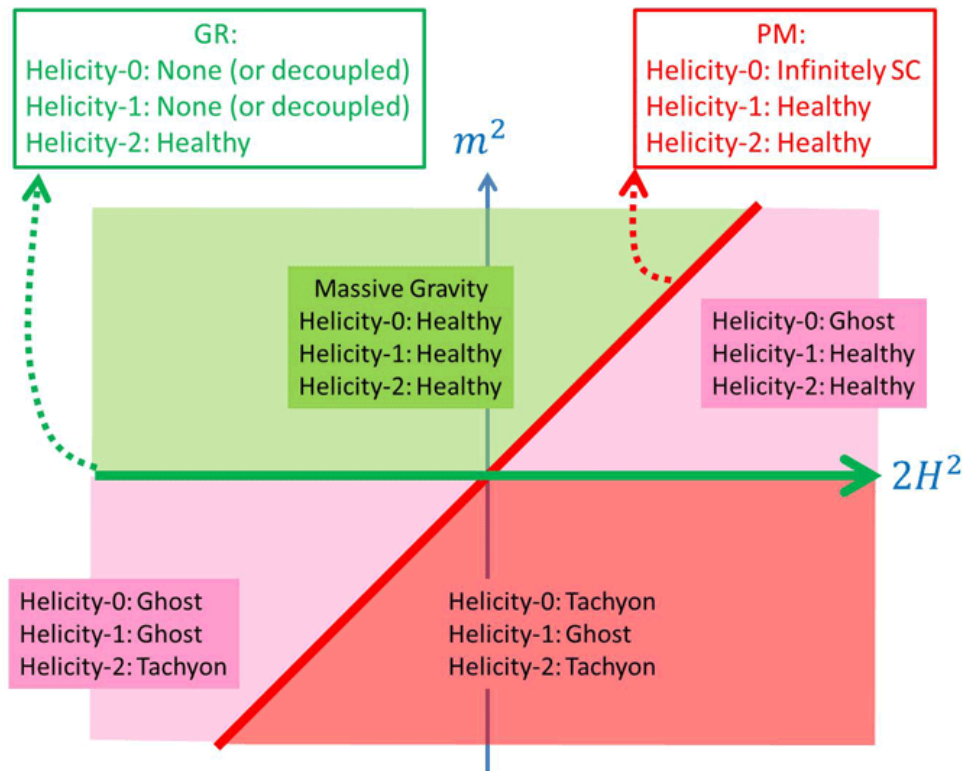 GR:
Helicity-0: None (or decoupled)
Helicity-1: None (or decoupled)
Helicity-2: Healthy
PM:
Helicity-0: Infinitely SC
Helicity-1: Healthy
Helicity-2: Healthy
m²
Massive Gravity
Helicity-0: Healthy
Helicity-1: Healthy
Helicity-2: Healthy
Helicity-0: Ghost
Helicity-1: Healthy
Helicity-2: Healthy
2H²
Helicity-0: Ghost
Helicity-1: Ghost
Helicity-2: Tachyon
Helicity-0: Tachyon
Helicity-1: Ghost
Helicity-2: Tachyon